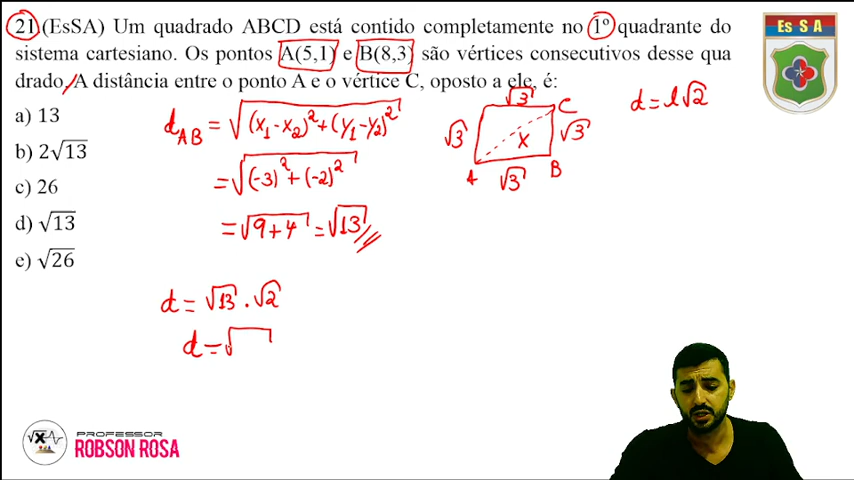 21.(EsSA) Um quadrado ABCD está contido completamente no 1º quadrante do
sistema cartesiano. Os pontos A(5,1) e B(8,3) são vértices consecutivos desse qua
drado. A distância entre o ponto A e o vértice C, oposto a ele, é:
a) 13
b) 2√13
c) 26
d) √13
e) √26
d_AB = √(x₁-x₂)²+(y₁-y₂)²
= √(-3)²+(-2)²
= √9+4 = √13
d = √13 . √2
d = √
√3
C
√3
√3
x
A
√3
B
d = l√2
Es S A
√x
PROFESSOR
ROBSON ROSA